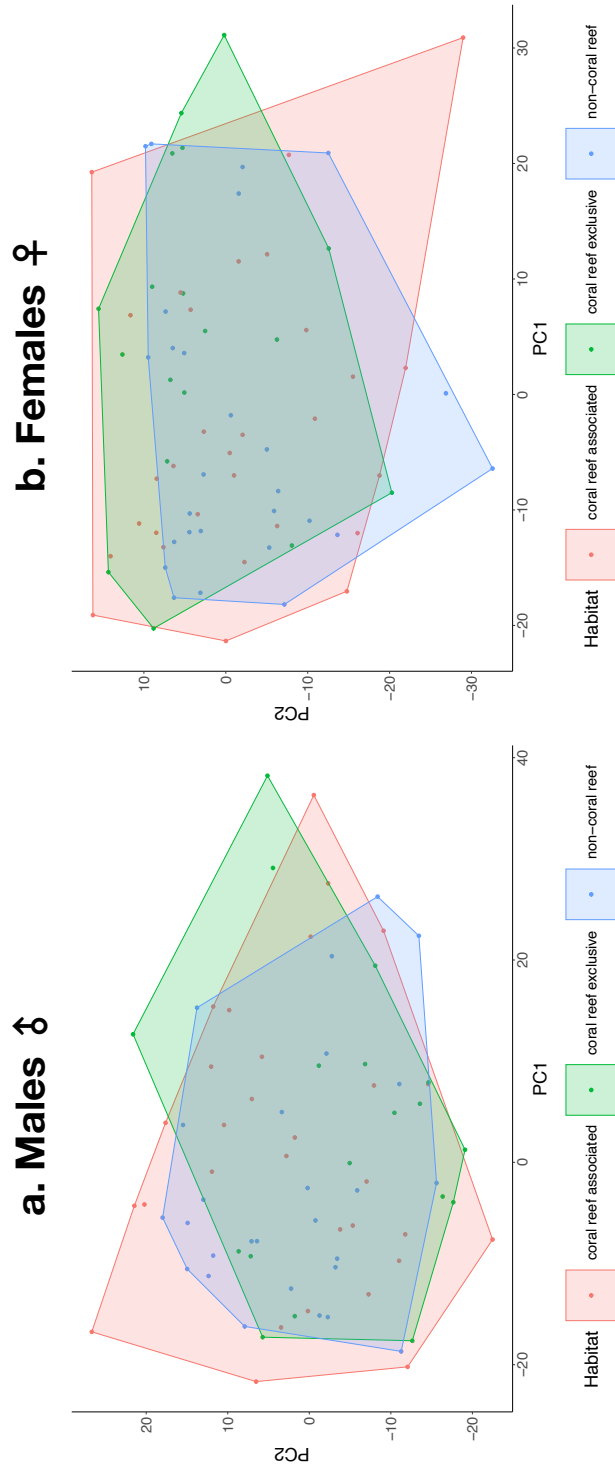 a. Males ♂
PC2
20
10
0
-10
-20
-20
0
20
40
PC1
Habitat
coral reef associated
coral reef exclusive
non-coral reef
b. Females ♀
PC2
10
0
-10
-20
-30
-20
-10
0
10
20
30
PC1
Habitat
coral reef associated
coral reef exclusive
non-coral reef